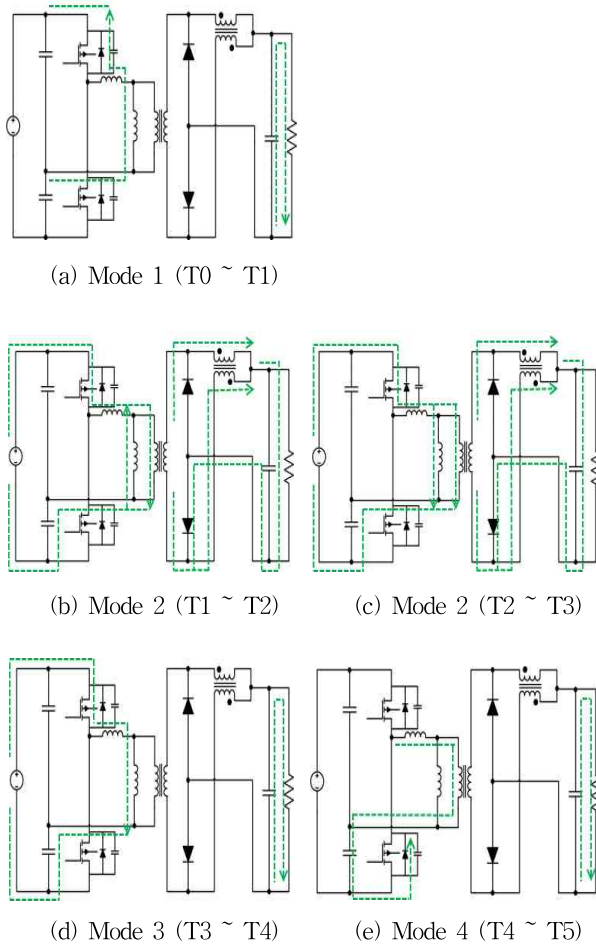 (a) Mode 1 (T0 ~ T1)
(b) Mode 2 (T1 ~ T2)
(c) Mode 2 (T2 ~ T3)
(d) Mode 3 (T3 ~ T4)
(e) Mode 4 (T4 ~ T5)